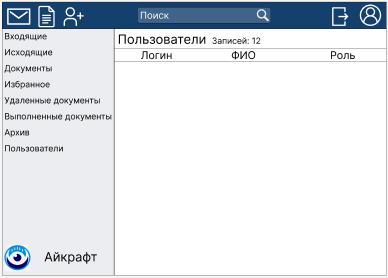 Поиск
Входящие
Исходящие
Документы
Избранное
Удаленные документы
Выполненные документы
Архив
Пользователи
Айкрафт
Пользователи Записей: 12
Логин ФИО Роль